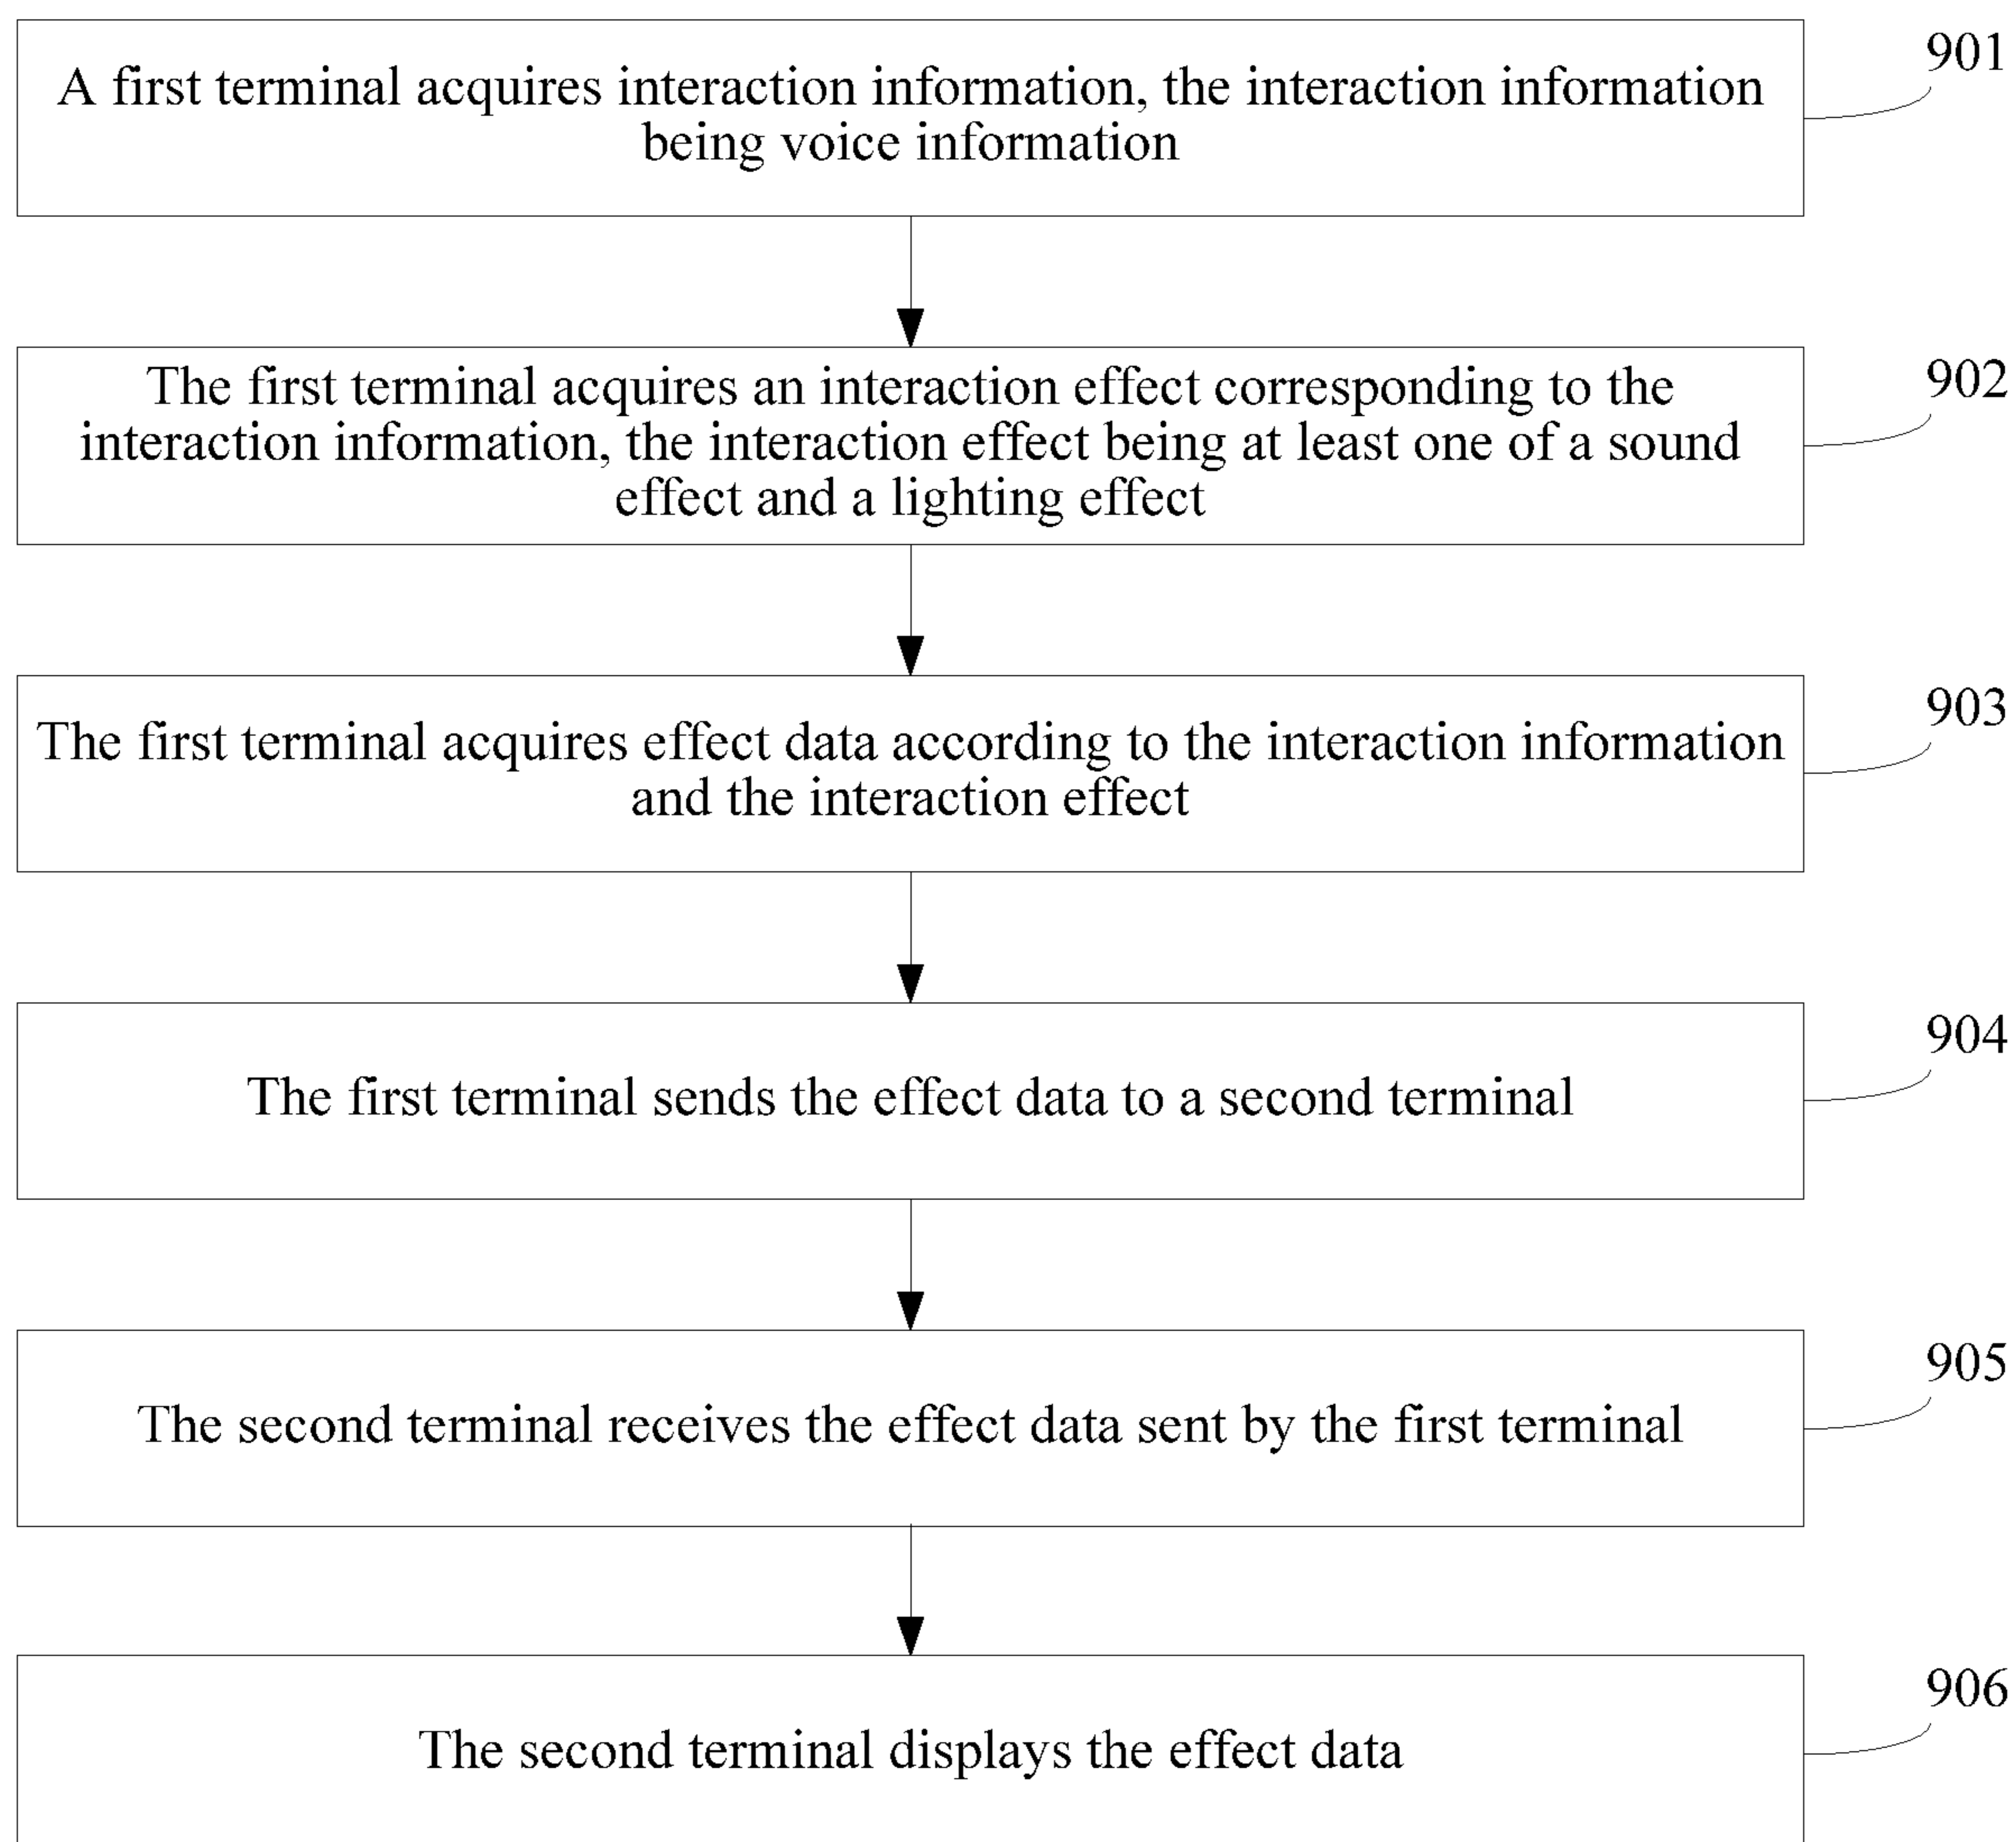 901
A first terminal acquires interaction information, the interaction information
being voice information
902
The first terminal acquires an interaction effect corresponding to the
interaction information, the interaction effect being at least one of a sound
effect and a lighting effect
903
The first terminal acquires effect data according to the interaction information
and the interaction effect
904
The first terminal sends the effect data to a second terminal
905
The second terminal receives the effect data sent by the first terminal
906
The second terminal displays the effect data